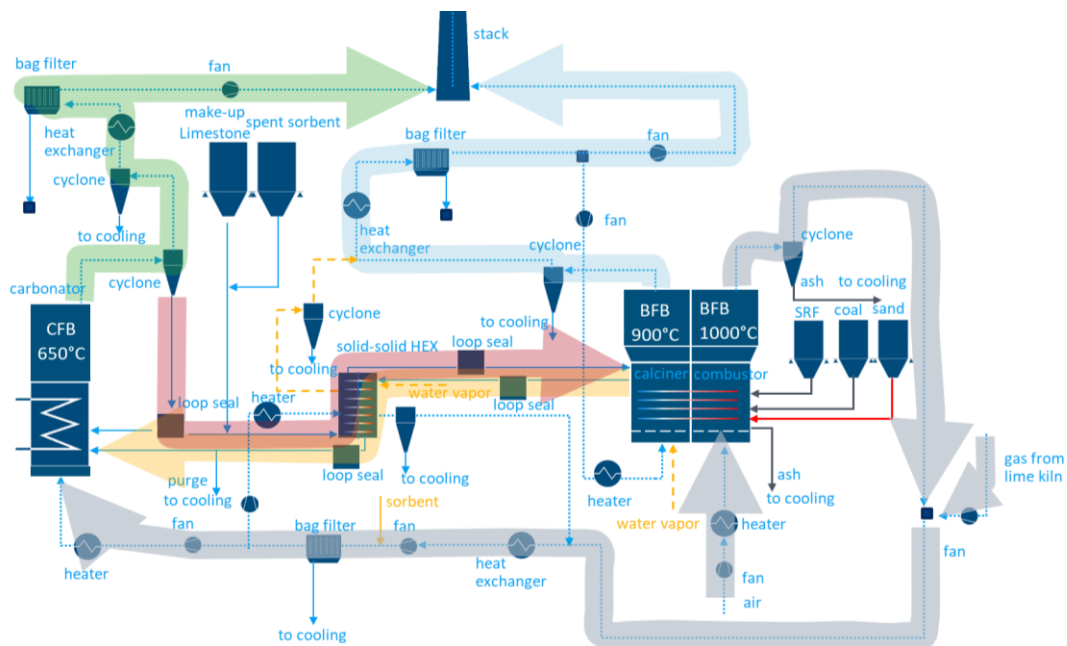 stack
bag filter
fan
make-up
Limestone
spent sorbent
heat
exchanger
cyclone
to cooling
bag filter
fan
fan
heat
exchanger
cyclone
cyclone
ash
to cooling
carbonator
cyclone
CFB
650°C
cyclone
to cooling
solid-solid HEX
loop seal
to cooling
BFB
900°C
BFB
1000°C
SRF
coal
sand
calciner
combustor
water vapor
loop seal
loop seal
heater
loop seal
purge
to cooling
to cooling
sorbent
heater
water vapor
ash
to cooling
gas from
lime kiln
fan
bag filter
fan
heater
heat
exchanger
heater
fan
air
fan
to cooling